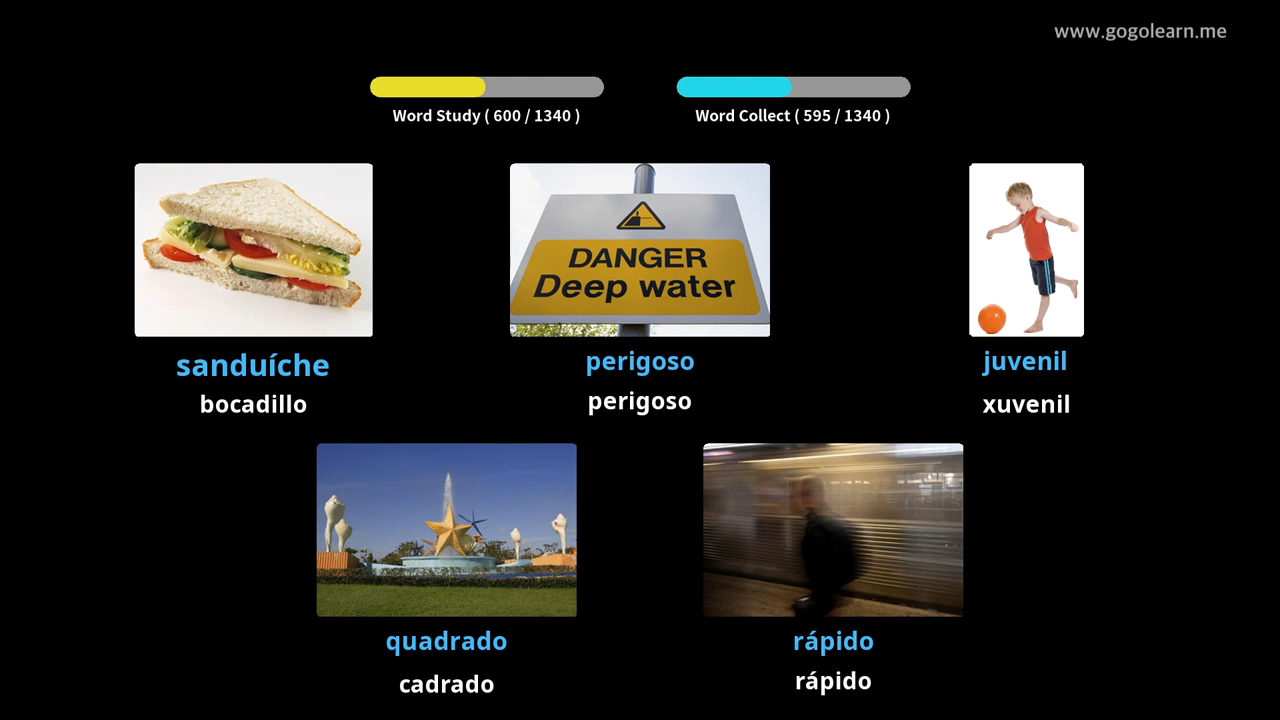 www.gogolearn.me
Word Study ( 600 / 1340 )
Word Collect ( 595 / 1340 )
DANGER
Deep water
sanduíche
bocadillo
perigoso
perigoso
juvenil
xuvenil
quadrado
cadrado
rápido
rápido